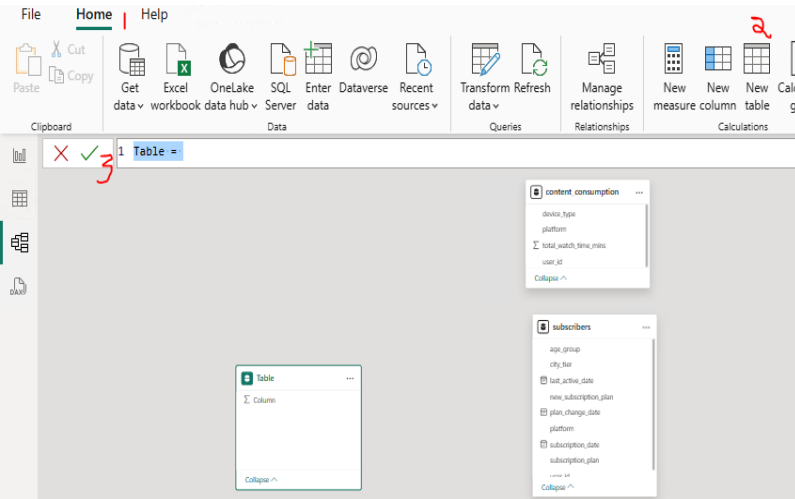 File Home 1 Help
2
Cut
Copy
Paste
Get data
Excel workbook
OneLake data hub
SQL Server
Enter data
Dataverse
Recent sources
Transform data
Refresh
Manage relationships
New measure
New column
New table
Clipboard
Data
Queries
Relationships
Calculations
3
1 Table =
DAX
content_consumption
device_type
platform
total_watch_time_mins
user_id
Collapse
subscribers
age_group
city_tier
last_active_date
new_subscription_plan
plan_change_date
platform
subscription_date
subscription_plan
Collapse
Table
Column
Collapse